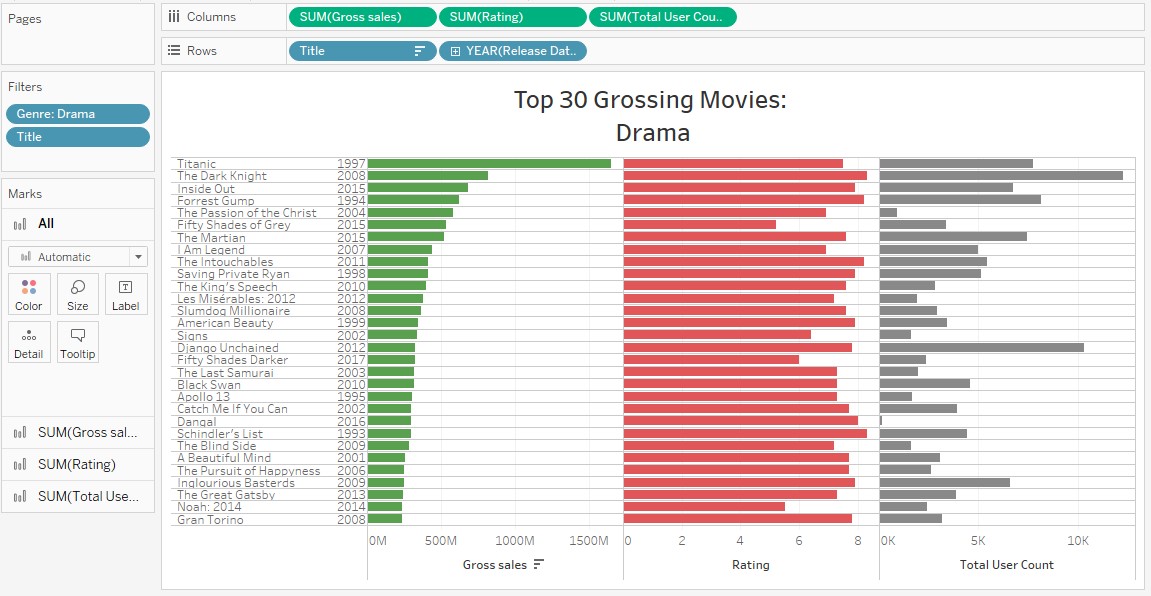 Pages
Columns
SUM(Gross sales)
SUM(Rating)
SUM(Total User Cou..
Rows
Title
YEAR(Release Dat..
Filters
Genre: Drama
Title
Marks
All
Automatic
Color
Size
Label
Detail
Tooltip
SUM(Gross sal...
SUM(Rating)
SUM(Total Use...
Top 30 Grossing Movies:
Drama
Titanic 1997
The Dark Knight 2008
Inside Out 2015
Forrest Gump 1994
The Passion of the Christ 2004
Fifty Shades of Grey 2015
The Martian 2015
I Am Legend 2007
The Intouchables 2011
Saving Private Ryan 1998
The King's Speech 2010
Les Misérables: 2012 2012
Slumdog Millionaire 2008
American Beauty 1999
Signs 2002
Django Unchained 2012
Fifty Shades Darker 2017
The Last Samurai 2003
Black Swan 2010
Apollo 13 1995
Catch Me If You Can 2002
Dangal 2016
Schindler's List 1993
The Blind Side 2009
A Beautiful Mind 2001
The Pursuit of Happyness 2006
Inglourious Basterds 2009
The Great Gatsby 2013
Noah: 2014 2014
Gran Torino 2008
0M 500M 1000M 1500M 0 2 4 6 8 0K 5K 10K
Gross sales Rating Total User Count